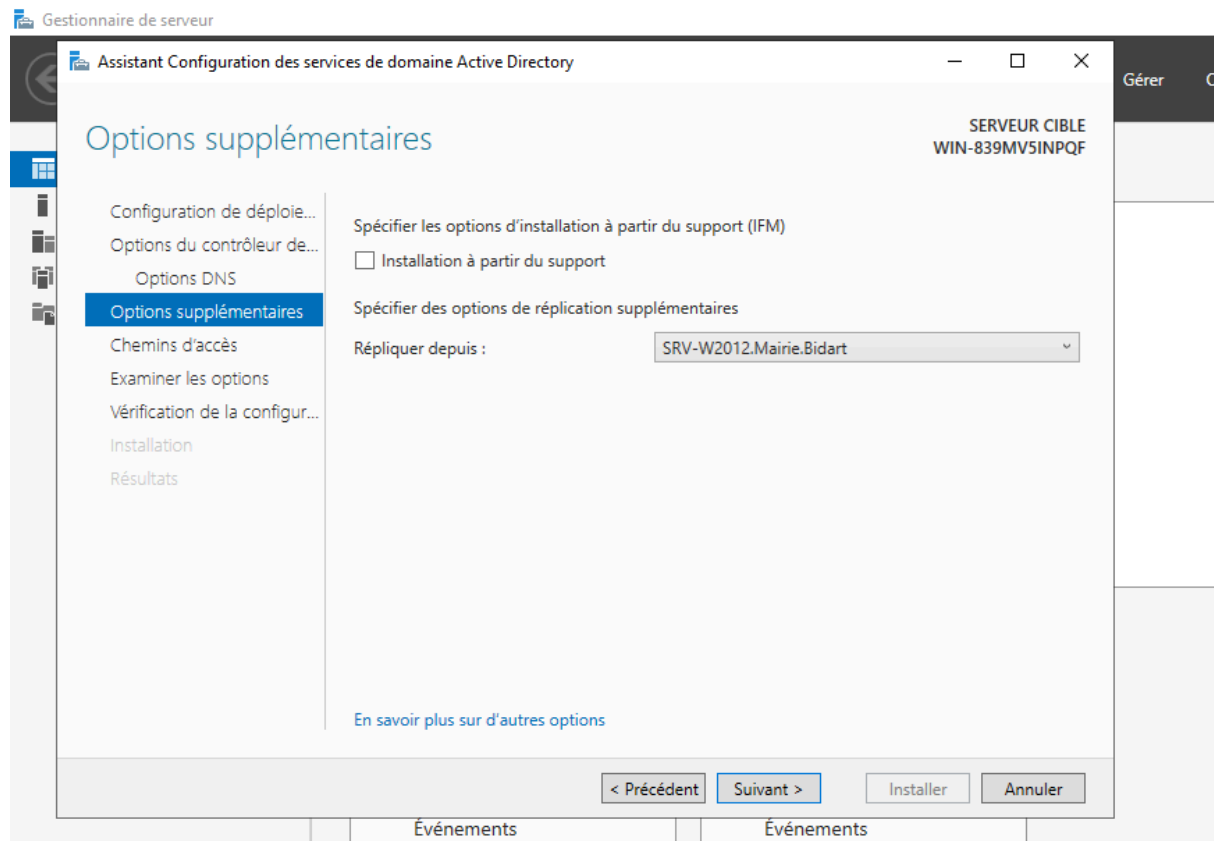 Gestionnaire de serveur
Assistant Configuration des services de domaine Active Directory
Gérer
Options supplémentaires
SERVEUR CIBLE
WIN-839MV5INPQF
Configuration de déploie...
Options du contrôleur de...
Options DNS
Options supplémentaires
Chemins d'accès
Examiner les options
Vérification de la configur...
Installation
Résultats
Spécifier les options d'installation à partir du support (IFM)
Installation à partir du support
Spécifier des options de réplication supplémentaires
Répliquer depuis : SRV-W2012.Mairie.Bidart
En savoir plus sur d'autres options
< Précédent Suivant > Installer Annuler
Événements Événements